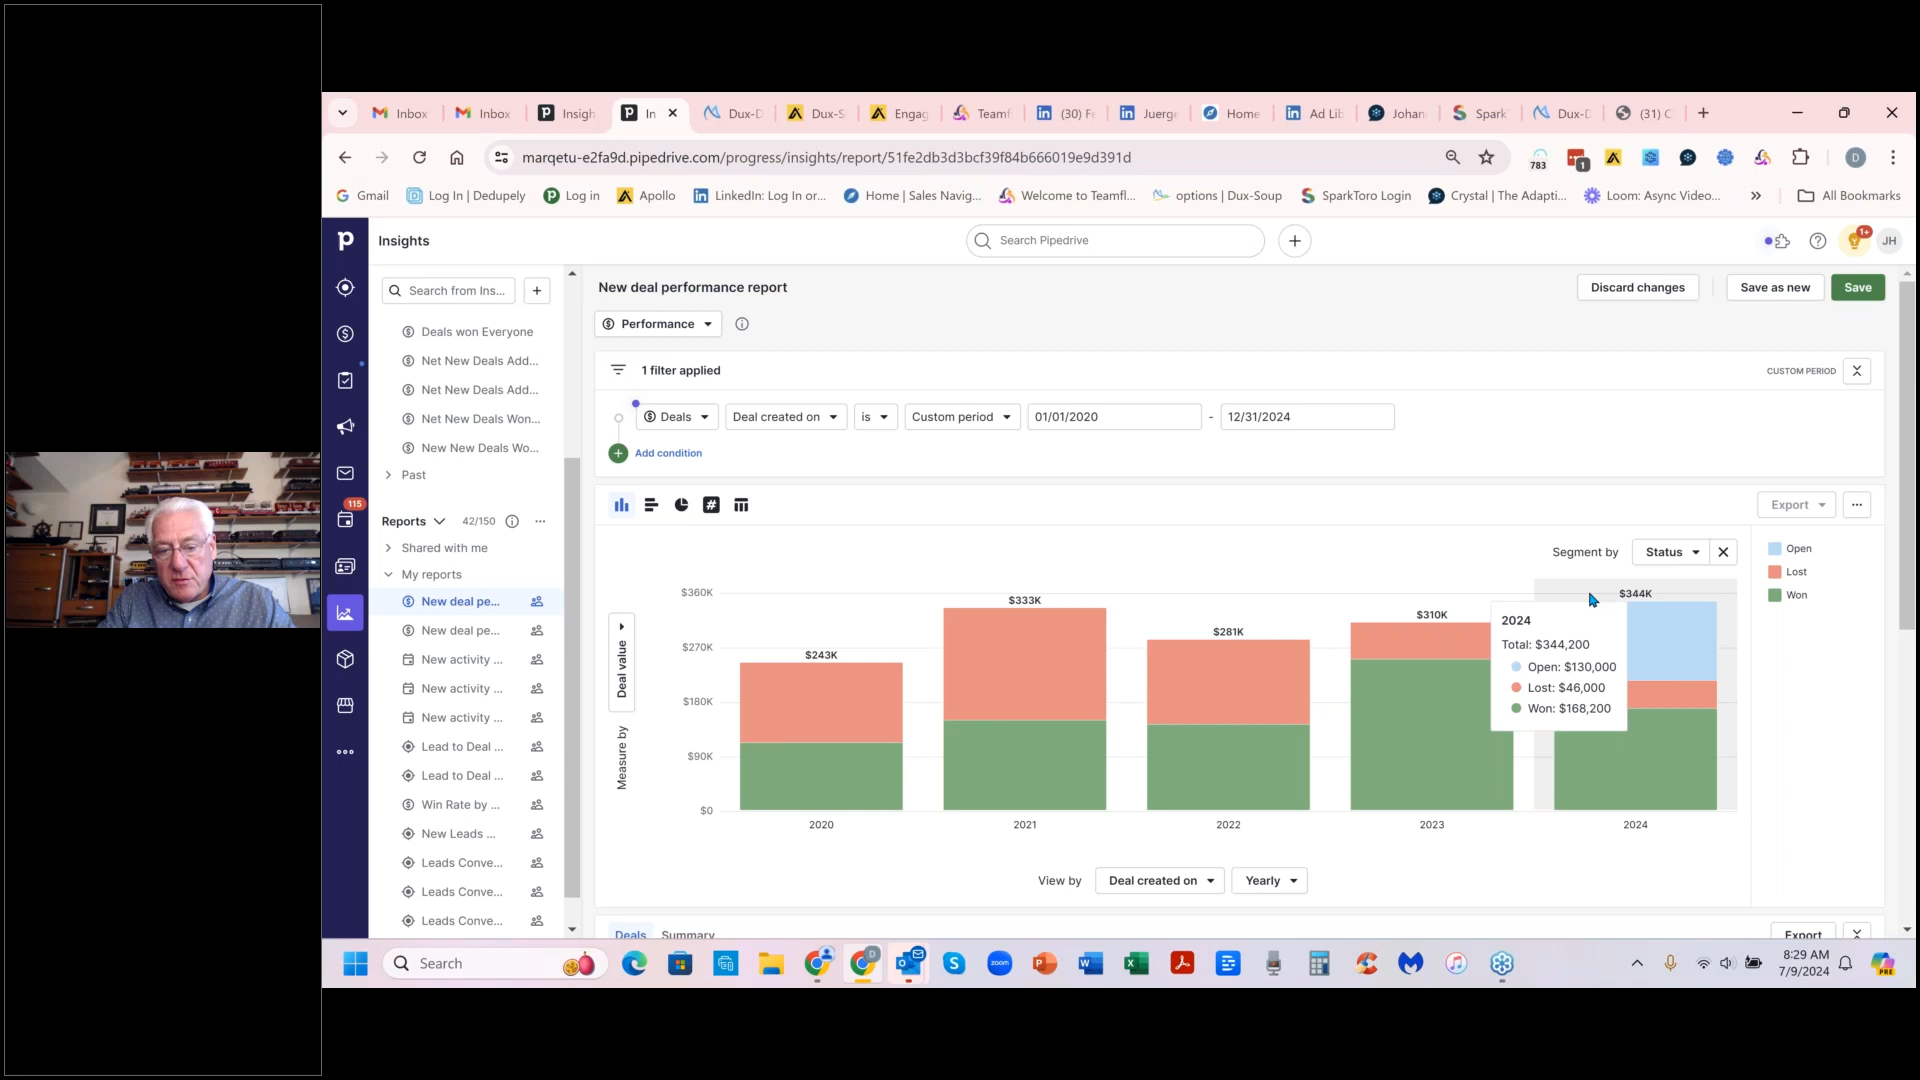 Inbox
Inbox
Insigh
In
Dux-D
Dux-S
Engag
Teamf
(30) Fe
Juerge
Home
Ad Lib
Johan
Spark
Dux-D
(31) C
marqetu-e2fa9d.pipedrive.com/progress/insights/report/51fe2db3d3bcf39f84b666019e9d391d
783
1
D
Gmail
Log In | Dedupely
Log in
Apollo
LinkedIn: Log In or...
Home | Sales Navig...
Welcome to Teamfl...
options | Dux-Soup
SparkToro Login
Crystal | The Adapti...
Loom: Async Video...
All Bookmarks
Insights
Search Pipedrive
1+
JH
Search from Ins...
New deal performance report
Discard changes
Save as new
Save
Performance
Deals won Everyone
Net New Deals Add...
Net New Deals Add...
Net New Deals Won...
New New Deals Wo...
Past
1 filter applied
CUSTOM PERIOD
Deals
Deal created on
is
Custom period
01/01/2020
-
12/31/2024
Add condition
115
Reports
42/150
Shared with me
My reports
New deal pe...
New deal pe...
New activity ...
New activity ...
New activity ...
Lead to Deal ...
Lead to Deal ...
Win Rate by ...
New Leads ...
Leads Conve...
Leads Conve...
Leads Conve...
Export
Segment by
Status
Open
Lost
Won
Measure by
Deal value
$360K
$270K
$180K
$90K
$0
$243K
$333K
$281K
$310K
$344K
2024
Total: $344,200
Open: $130,000
Lost: $46,000
Won: $168,200
2020
2021
2022
2023
2024
View by
Deal created on
Yearly
Deals
Summary
Export
Search
D
zoom
8:29 AM
7/9/2024
PRE